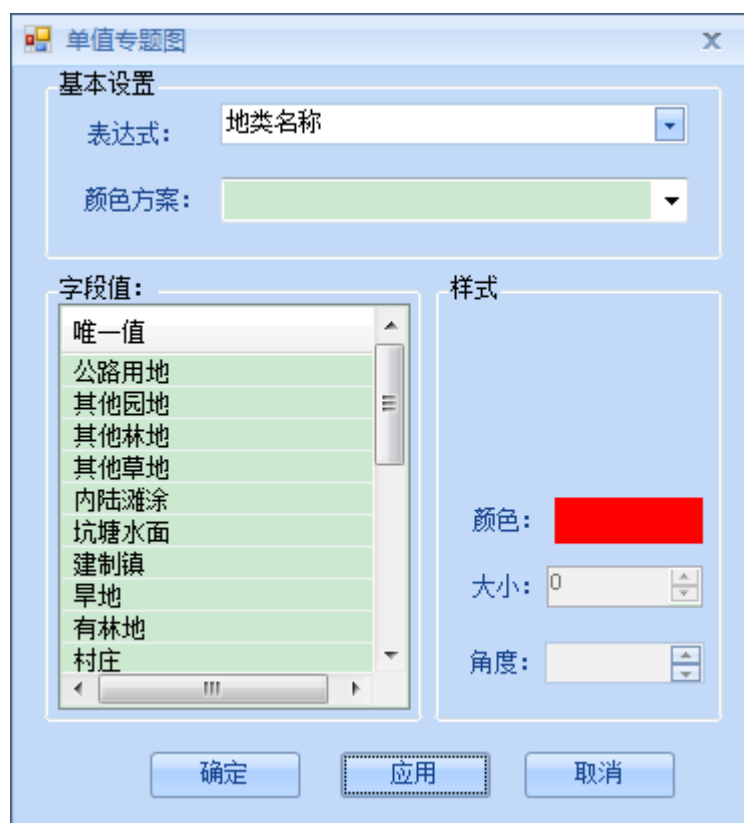 单值专题图
基本设置
表达式：
地类名称
颜色方案：
字段值：
唯一值
公路用地
其他园地
其他林地
其他草地
内陆滩涂
坑塘水面
建制镇
旱地
有林地
村庄
样式
颜色：
大小：
0
角度：
确定
应用
取消